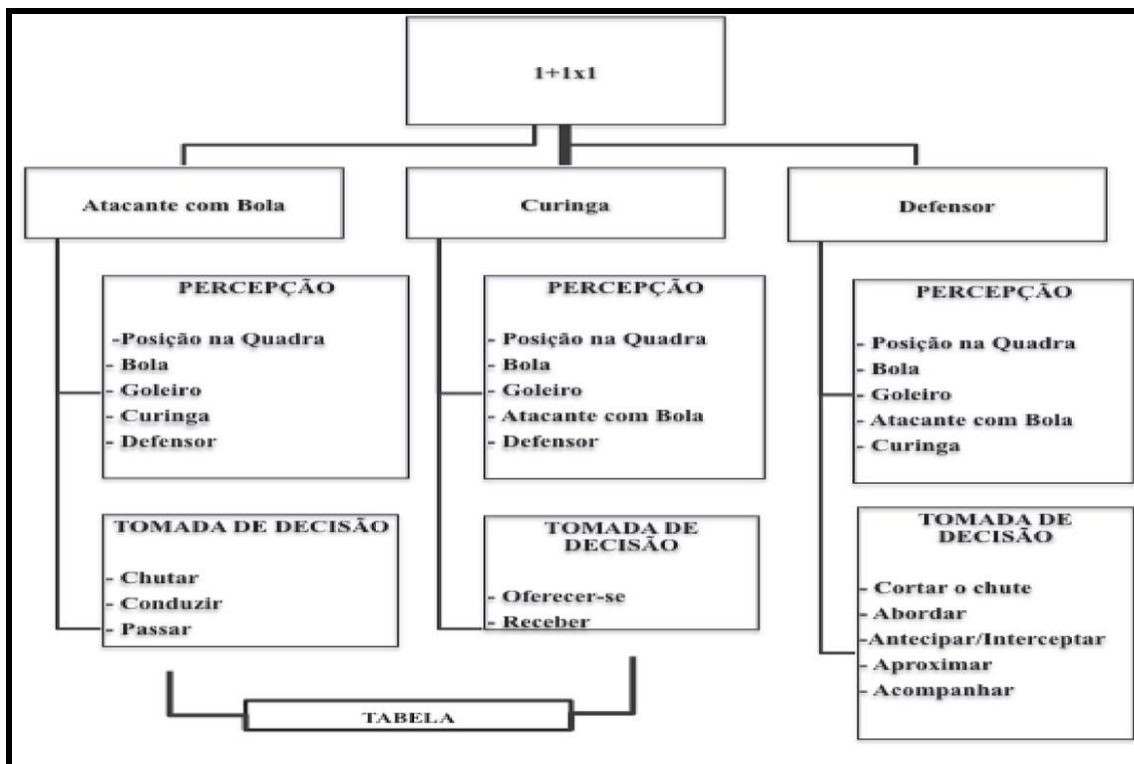 1+1x1
Atacante com Bola
Curinga
Defensor
PERCEPÇÃO
-Posição na Quadra
- Bola
- Goleiro
- Curinga
- Defensor
TOMADA DE DECISÃO
- Chutar
- Conduzir
- Passar
PERCEPÇÃO
- Posição na Quadra
- Bola
- Goleiro
- Atacante com Bola
- Defensor
TOMADA DE
DECISÃO
- Oferecer-se
- Receber
TABELA
PERCEPÇÃO
- Posição na Quadra
- Bola
- Goleiro
- Atacante com Bola
- Curinga
TOMADA DE
DECISÃO
- Cortar o chute
- Abordar
-Antecipar/Interceptar
- Aproximar
- Acompanhar